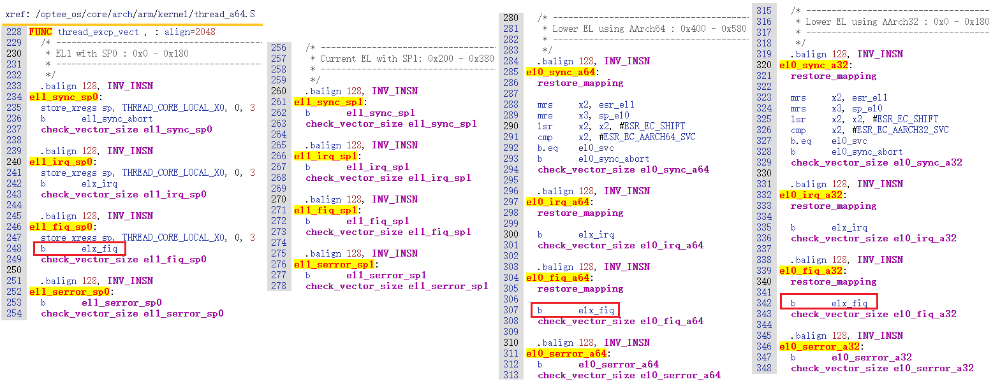 xref: /optee_os/core/arch/arm/kernel/thread_a64.S
228 FUNC thread_excp_vect , : align=2048
229 /* ---------------------------------------
230 * EL1 with SP0 : 0x0 - 0x180
231 * ---------------------------------------
232 */
233 .balign 128, INV_INSN
234 el1_sync_sp0:
235 store_xregs sp, THREAD_CORE_LOCAL_X0, 0, 3
236 b el1_sync_abort
237 check_vector_size el1_sync_sp0
238
239 .balign 128, INV_INSN
240 el1_irq_sp0:
241 store_xregs sp, THREAD_CORE_LOCAL_X0, 0, 3
242 b elx_irq
243 check_vector_size el1_irq_sp0
244
245 .balign 128, INV_INSN
246 el1_fiq_sp0:
247 store_xregs sp, THREAD_CORE_LOCAL_X0, 0, 3
248 b elx_fiq
249 check_vector_size el1_fiq_sp0
250
251 .balign 128, INV_INSN
252 el1_serror_sp0:
253 b el1_serror_sp0
254 check_vector_size el1_serror_sp0
256 /* ---------------------------------
257 * Current EL with SP1: 0x200 - 0x380
258 * ---------------------------------
259 */
260 .balign 128, INV_INSN
261 el1_sync_sp1:
262 b el1_sync_sp1
263 check_vector_size el1_sync_sp1
264
265 .balign 128, INV_INSN
266 el1_irq_sp1:
267 b el1_irq_sp1
268 check_vector_size el1_irq_sp1
269
270 .balign 128, INV_INSN
271 el1_fiq_sp1:
272 b el1_fiq_sp1
273 check_vector_size el1_fiq_sp1
274
275 .balign 128, INV_INSN
276 el1_serror_sp1:
277 b el1_serror_sp1
278 check_vector_size el1_serror_sp1
280 /* -----------------------------------
281 * Lower EL using AArch64 : 0x400 - 0x580
282 * -----------------------------------
283 */
284 .balign 128, INV_INSN
285 el0_sync_a64:
286 restore_mapping
287
288 mrs x2, esr_el1
289 mrs x3, sp_el0
290 lsr x2, x2, #ESR_EC_SHIFT
291 cmp x2, #ESR_EC_AARCH64_SVC
292 b.eq el0_svc
293 b el0_sync_abort
294 check_vector_size el0_sync_a64
295
296 .balign 128, INV_INSN
297 el0_irq_a64:
298 restore_mapping
299
300 b elx_irq
301 check_vector_size el0_irq_a64
302
303 .balign 128, INV_INSN
304 el0_fiq_a64:
305 restore_mapping
306
307 b elx_fiq
308 check_vector_size el0_fiq_a64
309
310 .balign 128, INV_INSN
311 el0_serror_a64:
312 b el0_serror_a64
313 check_vector_size el0_serror_a64
315 /* ---------------------------------
316 * Lower EL using AArch32 : 0x0 - 0x180
317 * ---------------------------------
318 */
319 .balign 128, INV_INSN
320 el0_sync_a32:
321 restore_mapping
322
323 mrs x2, esr_el1
324 mrs x3, sp_el0
325 lsr x2, x2, #ESR_EC_SHIFT
326 cmp x2, #ESR_EC_AARCH32_SVC
327 b.eq el0_svc
328 b el0_sync_abort
329 check_vector_size el0_sync_a32
330
331 .balign 128, INV_INSN
332 el0_irq_a32:
333 restore_mapping
334
335 b elx_irq
336 check_vector_size el0_irq_a32
337
338 .balign 128, INV_INSN
339 el0_fiq_a32:
340 restore_mapping
341
342 b elx_fiq
343 check_vector_size el0_fiq_a32
344
345 .balign 128, INV_INSN
346 el0_serror_a32:
347 b el0_serror_a32
348 check_vector_size el0_serror_a32